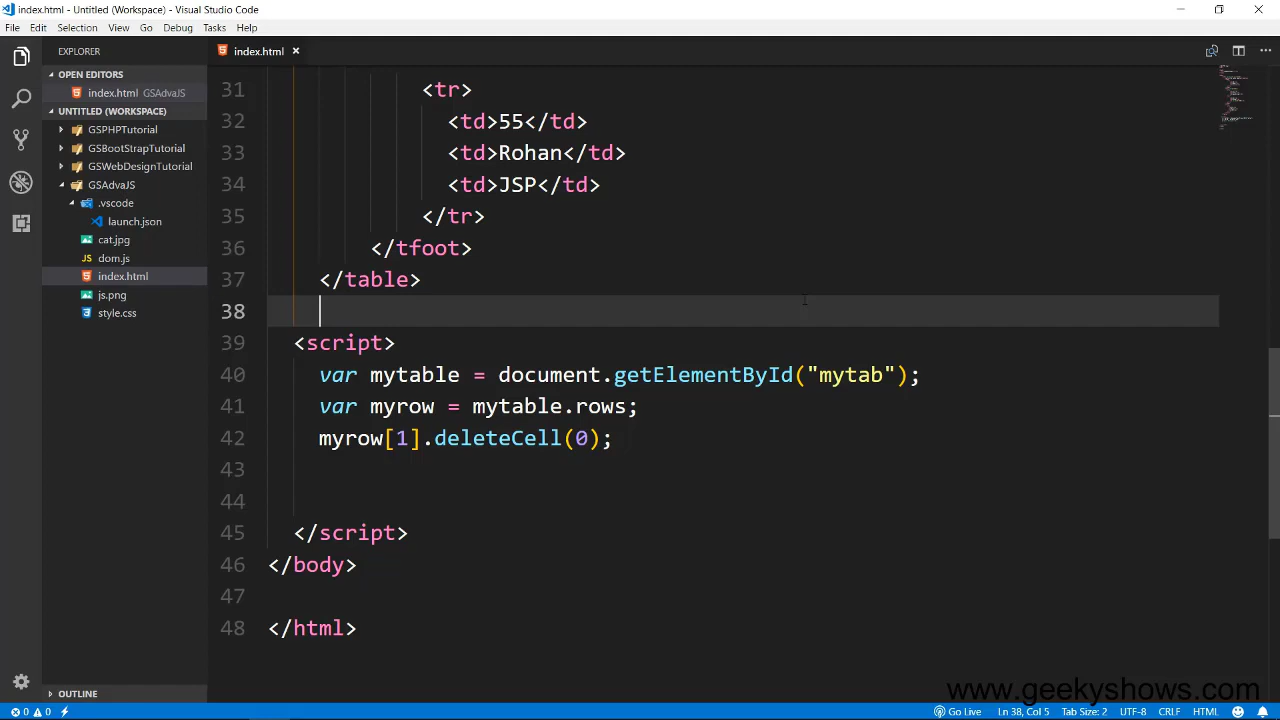 index.html - Untitled (Workspace) - Visual Studio Code
File Edit Selection View Go Debug Tasks Help
EXPLORER
index.html ×
OPEN EDITORS
index.html GSAdvaJS
UNTITLED (WORKSPACE)
GSPHPTutorial
GSBootStrapTutorial
GSWebDesignTutorial
GSAdvaJS
.vscode
launch.json
cat.jpg
JS dom.js
index.html
js.png
style.css
OUTLINE
31 <tr>
32 <td>55</td>
33 <td>Rohan</td>
34 <td>JSP</td>
35 </tr>
36 </tfoot>
37 </table>
38
39 <script>
40 var mytable = document.getElementById("mytab");
41 var myrow = mytable.rows;
42 myrow[1].deleteCell(0);
43
44
45 </script>
46 </body>
47
48 </html>
www.geekyshows.com
0 0 Go Live Ln 38, Col 5 Tab Size: 2 UTF-8 CRLF HTML